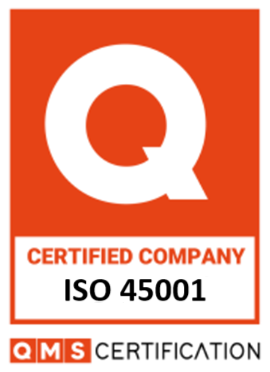 Q
CERTIFIED COMPANY
ISO 45001
QMS CERTIFICATION